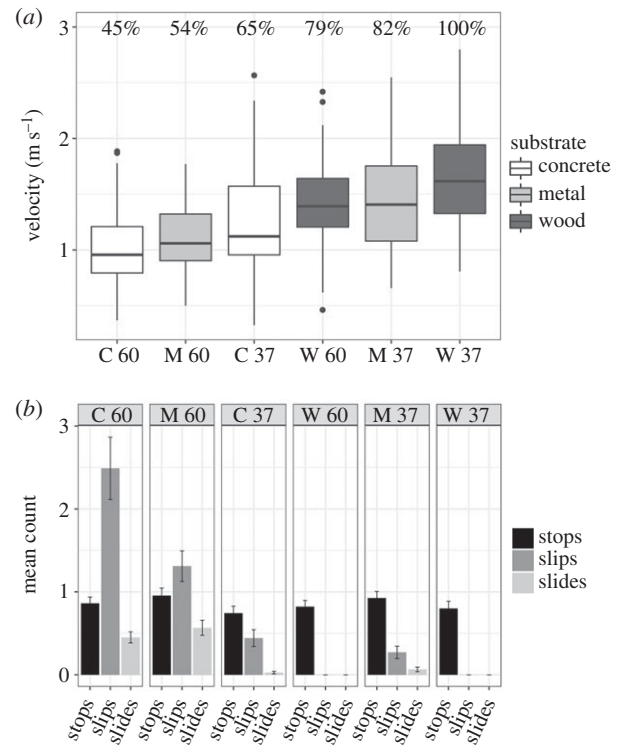 (a)
3
45% 54% 65% 79% 82% 100%
2
1
velocity (m s⁻¹)
substrate
concrete
metal
wood
C 60 M 60 C 37 W 60 M 37 W 37
(b)
C 60 M 60 C 37 W 60 M 37 W 37
3
2
1
0
mean count
stops
slips
slides
stops slips slides stops slips slides stops slips slides stops slips slides stops slips slides stops slips slides